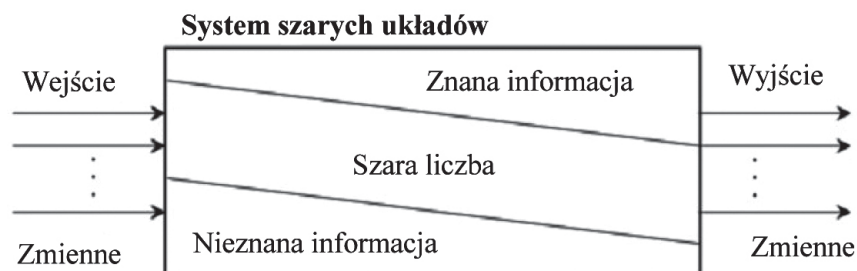 System szarych układów
Wejście
Znana informacja
Wyjście
Szara liczba
Zmienne
Nieznana informacja
Zmienne